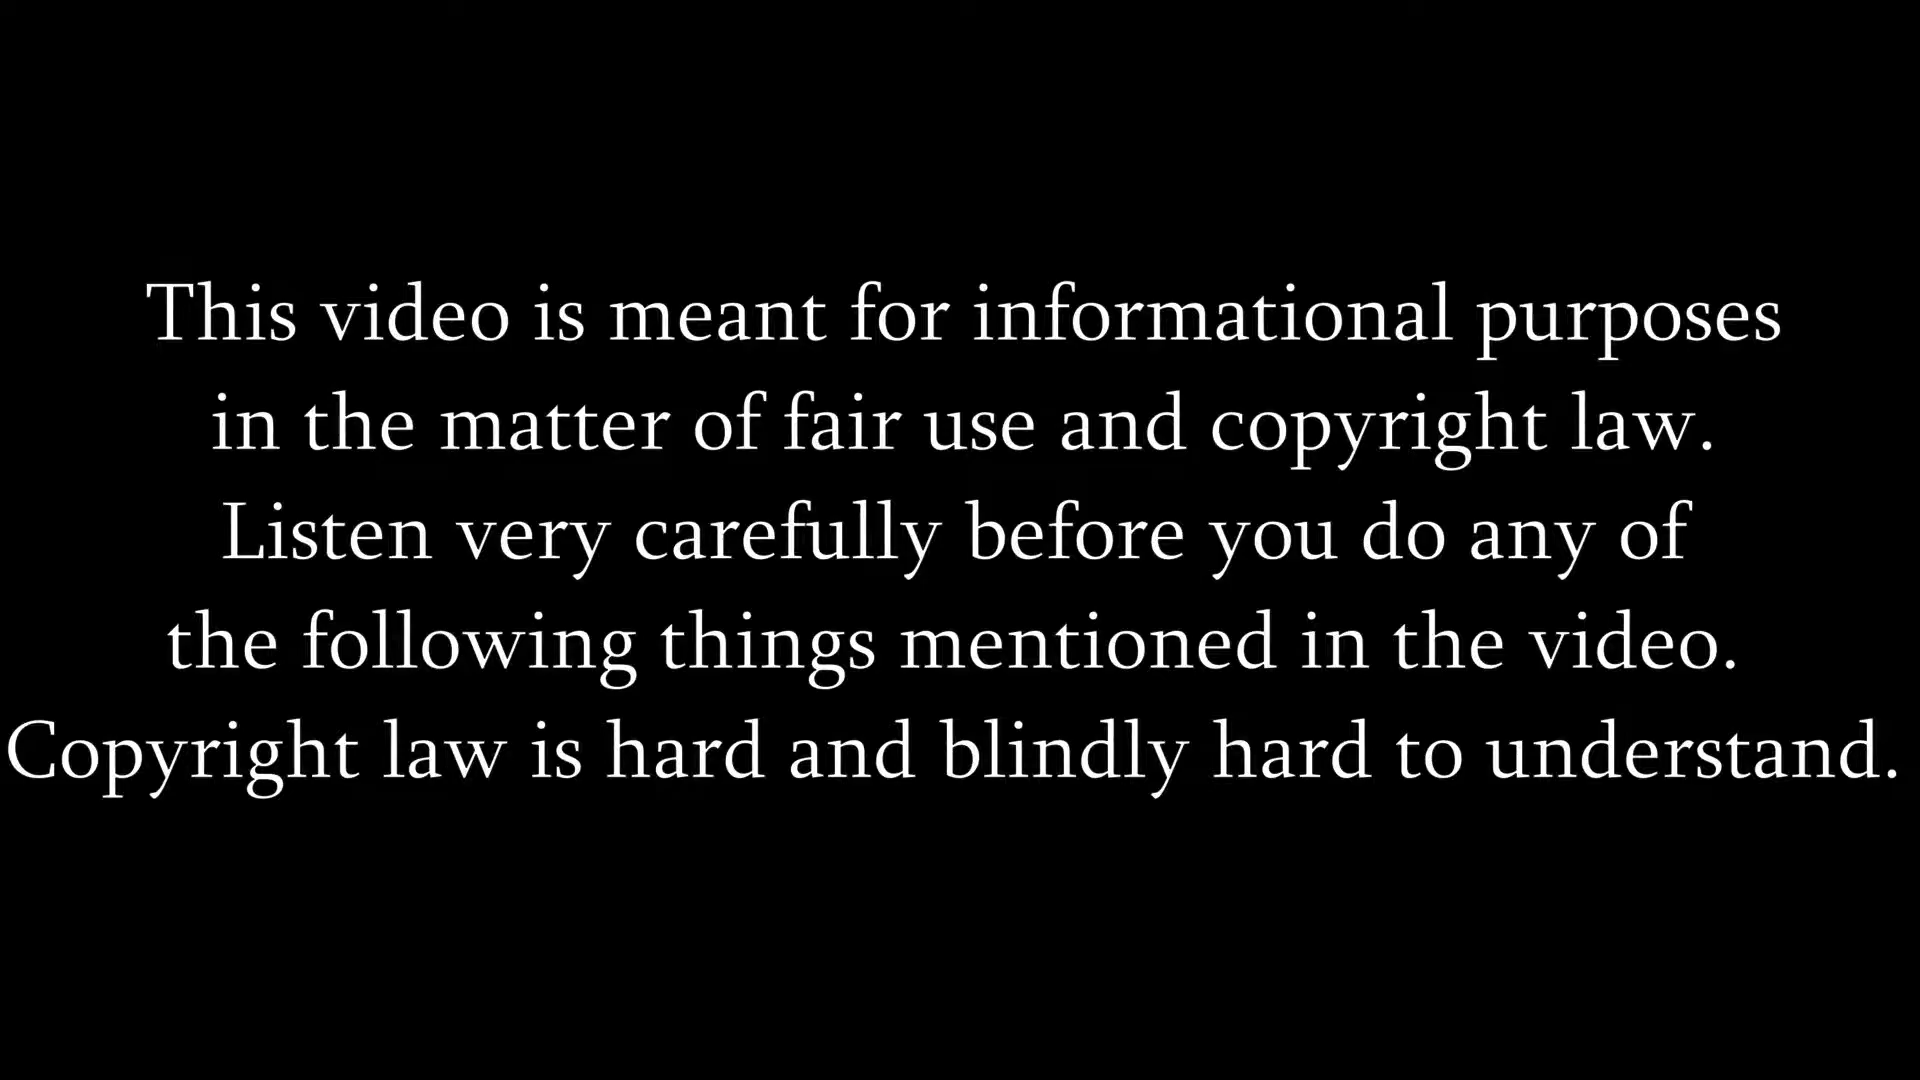 This video is meant for informational purposes
in the matter of fair use and copyright law.
Listen very carefully before you do any of
the following things mentioned in the video.
Copyright law is hard and blindly hard to understand.